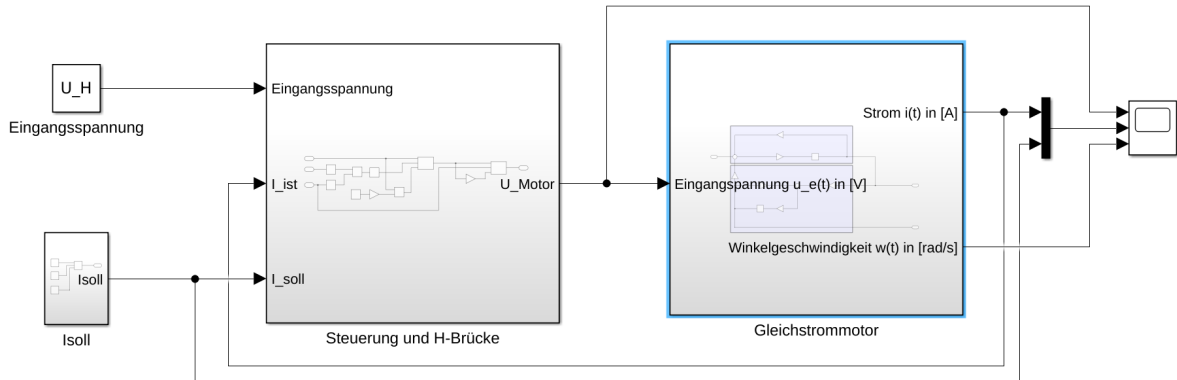 U_H
Eingangsspannung
Isoll
Isoll
Eingangsspannung
I_ist
I_soll
U_Motor
Steuerung und H-Brücke
Strom i(t) in [A]
Eingangspannung u_e(t) in [V]
Winkelgeschwindigkeit w(t) in [rad/s]
Gleichstrommotor